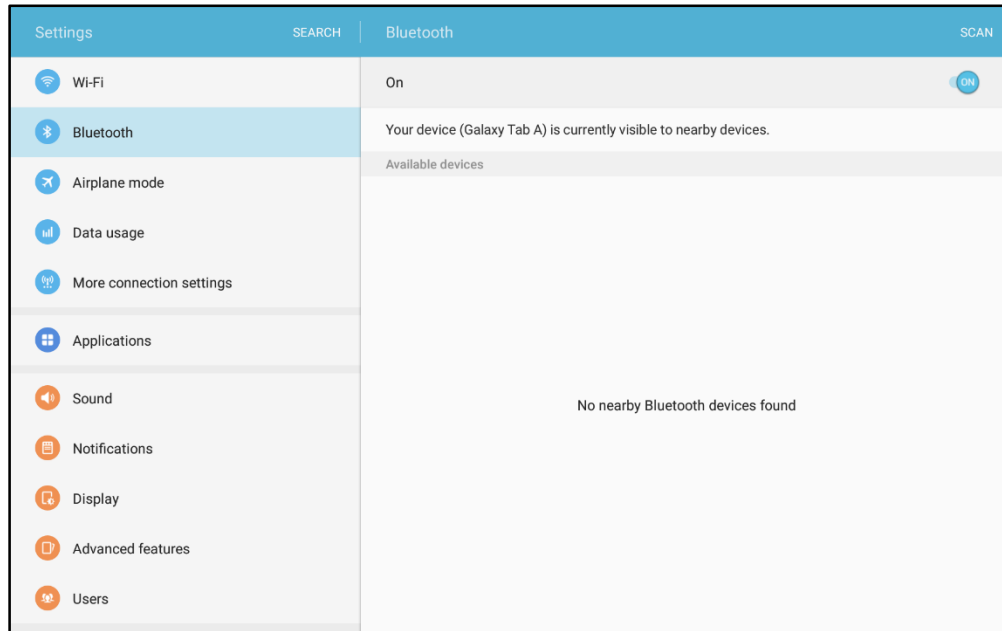 Settings
SEARCH
Wi-Fi
Bluetooth
Airplane mode
Data usage
More connection settings
Applications
Sound
Notifications
Display
Advanced features
Users
Bluetooth
SCAN
On
ON
Your device (Galaxy Tab A) is currently visible to nearby devices.
Available devices
No nearby Bluetooth devices found